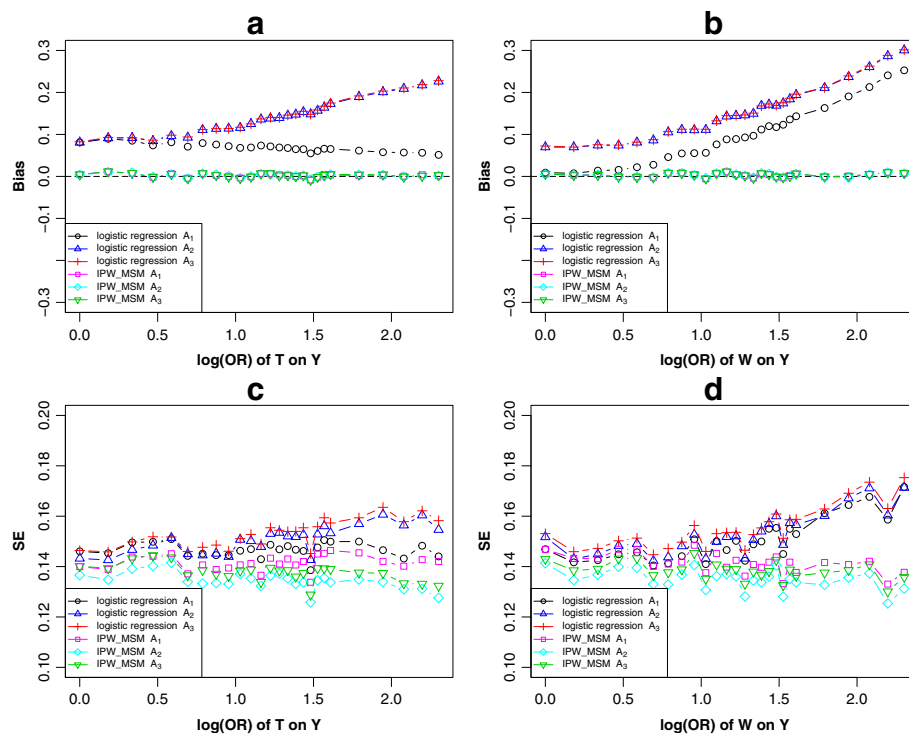 a
0.3
0.2
0.1
0.0
−0.1
−0.3
Bias
logistic regression A1
logistic regression A2
logistic regression A3
IPW_MSM A1
IPW_MSM A2
IPW_MSM A3
0.0 0.5 1.0 1.5 2.0
log(OR) of T on Y
b
0.3
0.2
0.1
0.0
−0.1
−0.3
Bias
logistic regression A1
logistic regression A2
logistic regression A3
IPW_MSM A1
IPW_MSM A2
IPW_MSM A3
0.0 0.5 1.0 1.5 2.0
log(OR) of W on Y
c
0.20
0.18
0.16
0.14
0.12
0.10
SE
logistic regression A1
logistic regression A2
logistic regression A3
IPW_MSM A1
IPW_MSM A2
IPW_MSM A3
0.0 0.5 1.0 1.5 2.0
log(OR) of T on Y
d
0.20
0.18
0.16
0.14
0.12
0.10
SE
logistic regression A1
logistic regression A2
logistic regression A3
IPW_MSM A1
IPW_MSM A2
IPW_MSM A3
0.0 0.5 1.0 1.5 2.0
log(OR) of W on Y